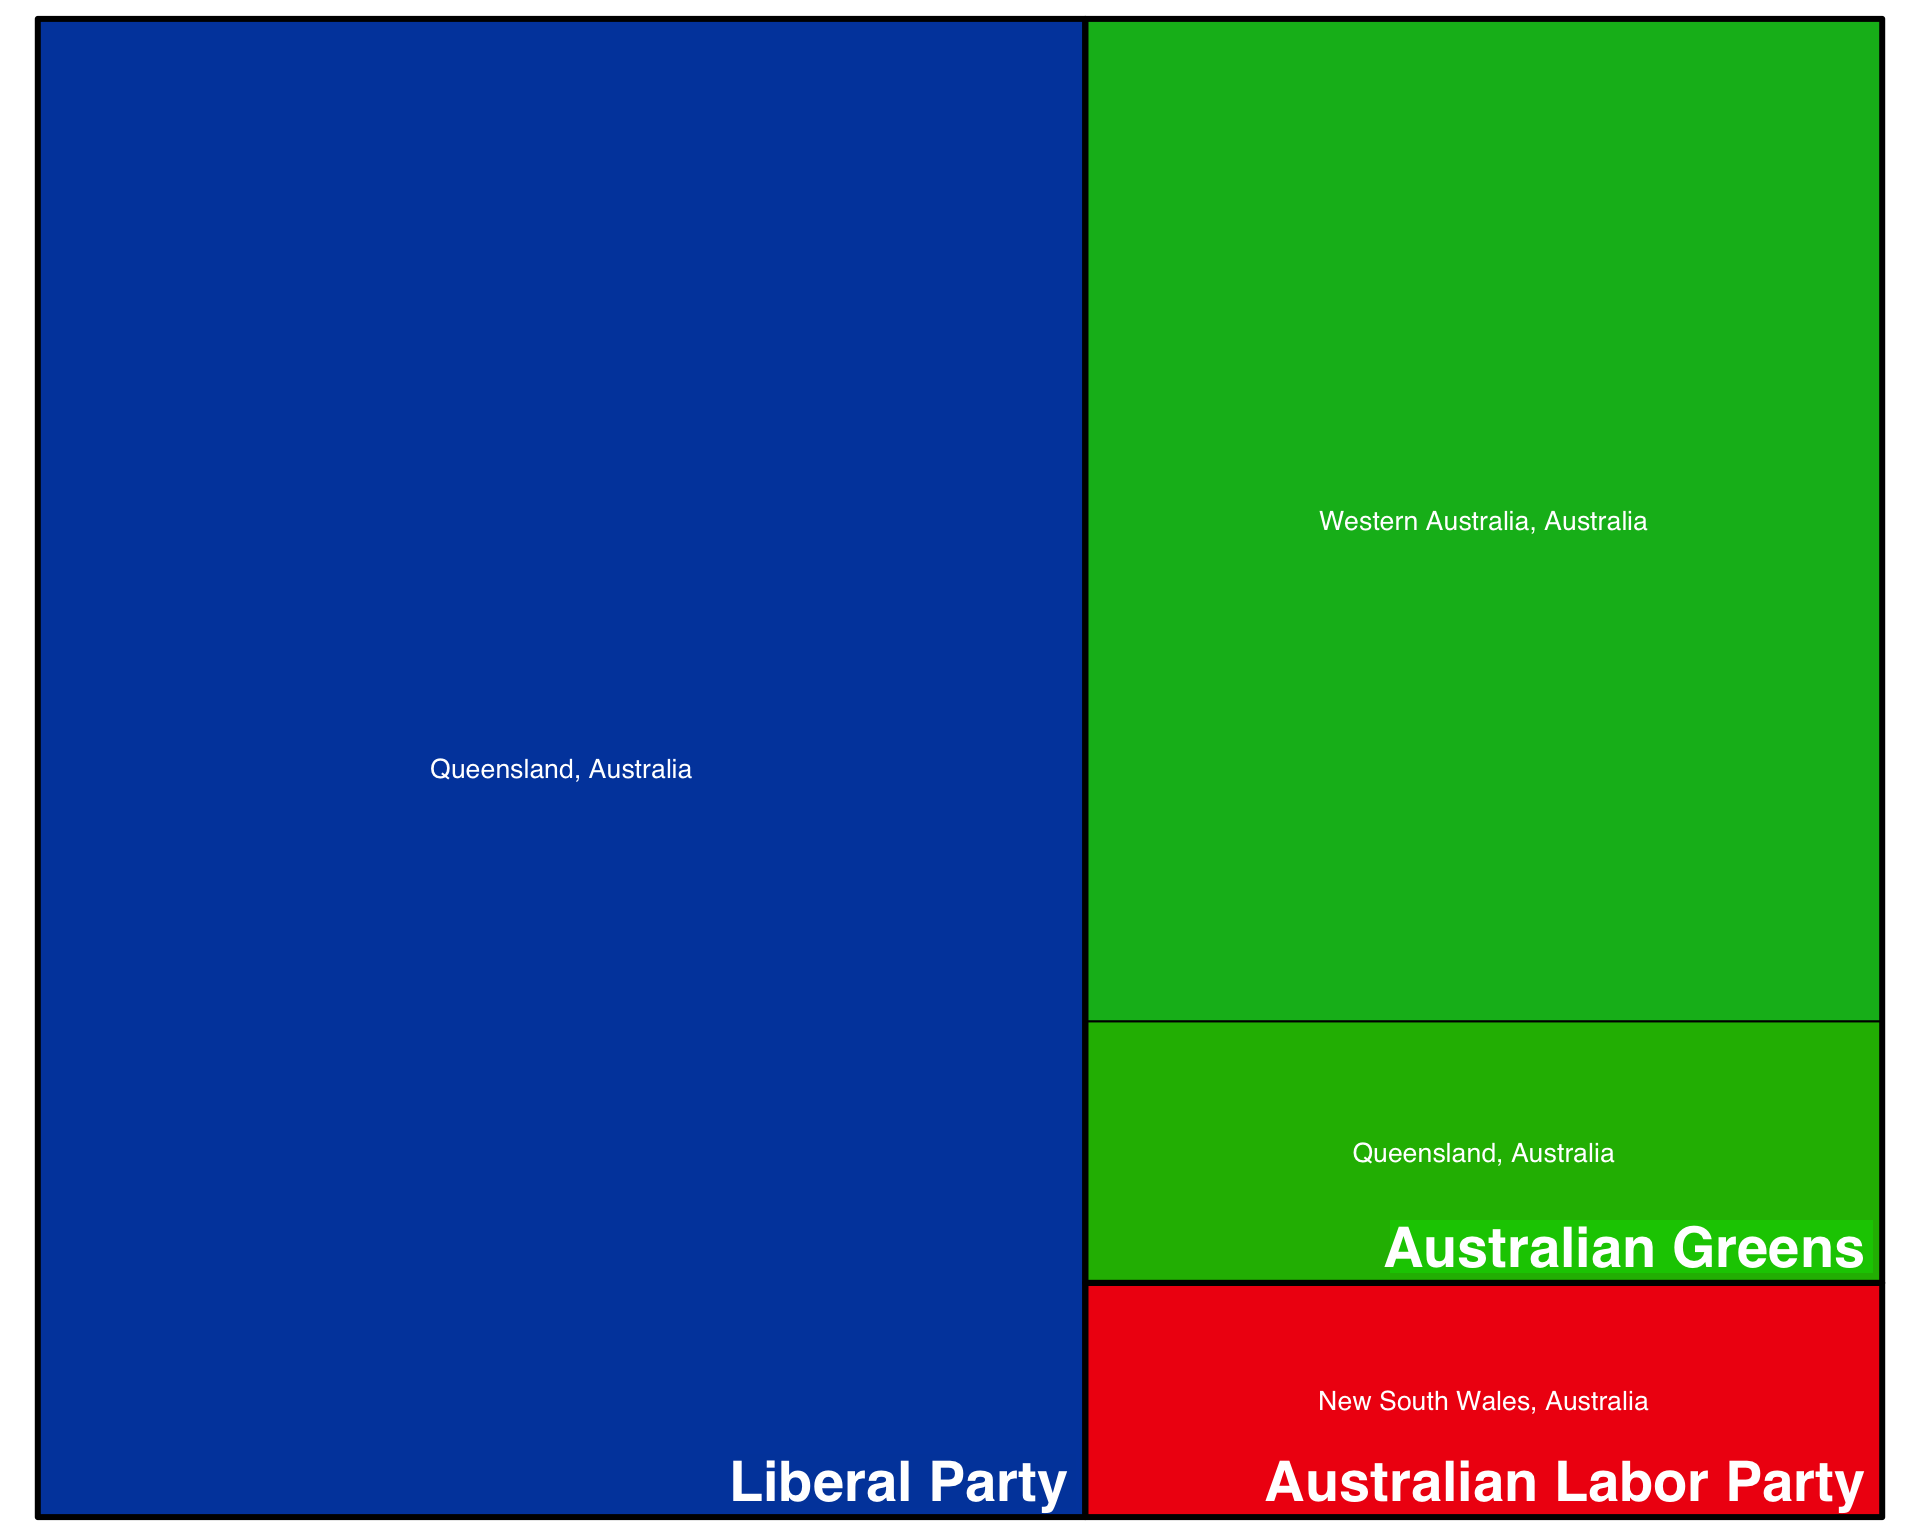 Queensland, Australia
Liberal Party
Western Australia, Australia
Queensland, Australia
Australian Greens
New South Wales, Australia
Australian Labor Party